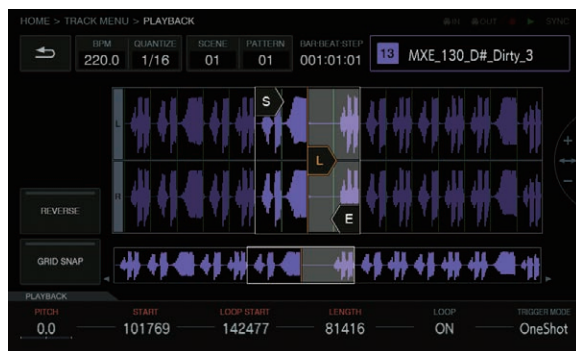 HOME > TRACK MENU > PLAYBACK
IN OUT SYNC
BPM QUANTIZE SCENE PATTERN BAR·BEAT·STEP
220.0 1/16 01 01 001:01:01 13 MXE_130_D#_Dirty_3
S
L
L
R
E
+
-
REVERSE
GRID SNAP
PLAYBACK
PITCH START LOOP START LENGTH LOOP TRIGGER MODE
0.0 101769 142477 81416 ON OneShot